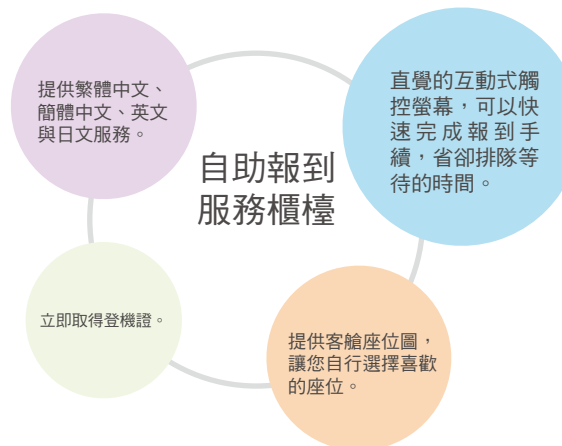 提供繁體中文、
簡體中文、英文
與日文服務。
直覺的互動式觸
控螢幕，可以快
速完成報到手
續，省卻排隊等
待的時間。
自助報到
服務櫃檯
立即取得登機證。
提供客艙座位圖，
讓您自行選擇喜歡
的座位。